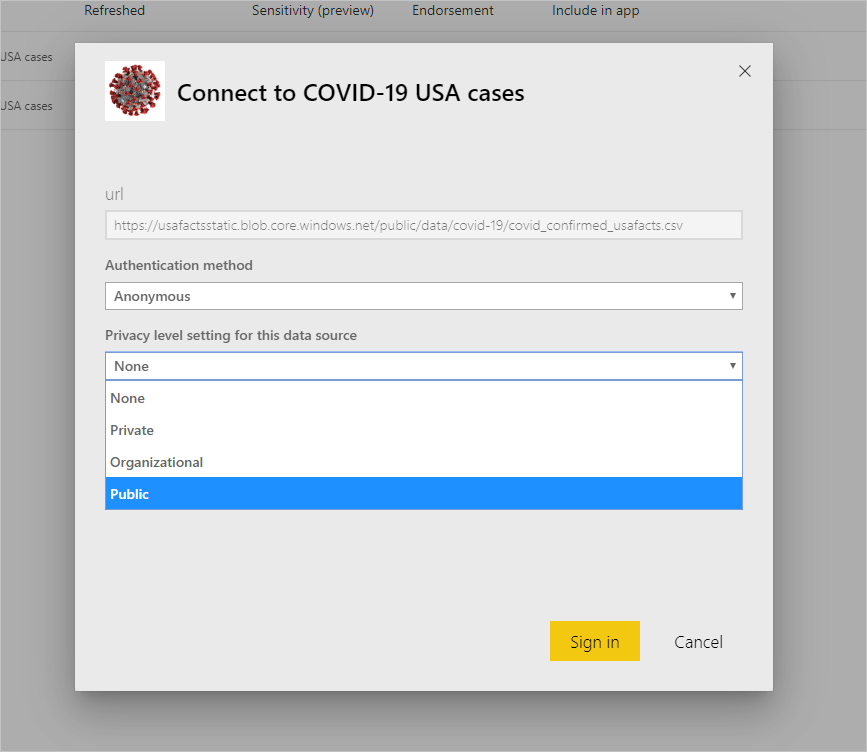 Refreshed Sensitivity (preview) Endorsement Include in app
USA cases
USA cases
Connect to COVID-19 USA cases
url
https://usafactsstatic.blob.core.windows.net/public/data/covid-19/covid_confirmed_usafacts.csv
Authentication method
Anonymous
Privacy level setting for this data source
None
None
Private
Organizational
Public
Sign in Cancel